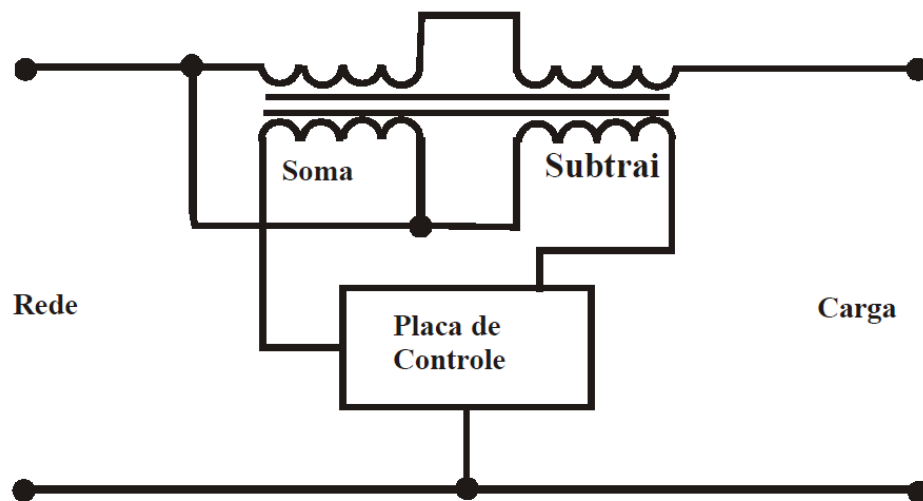 Soma
Subtrai
Rede
Placa de
Controle
Carga